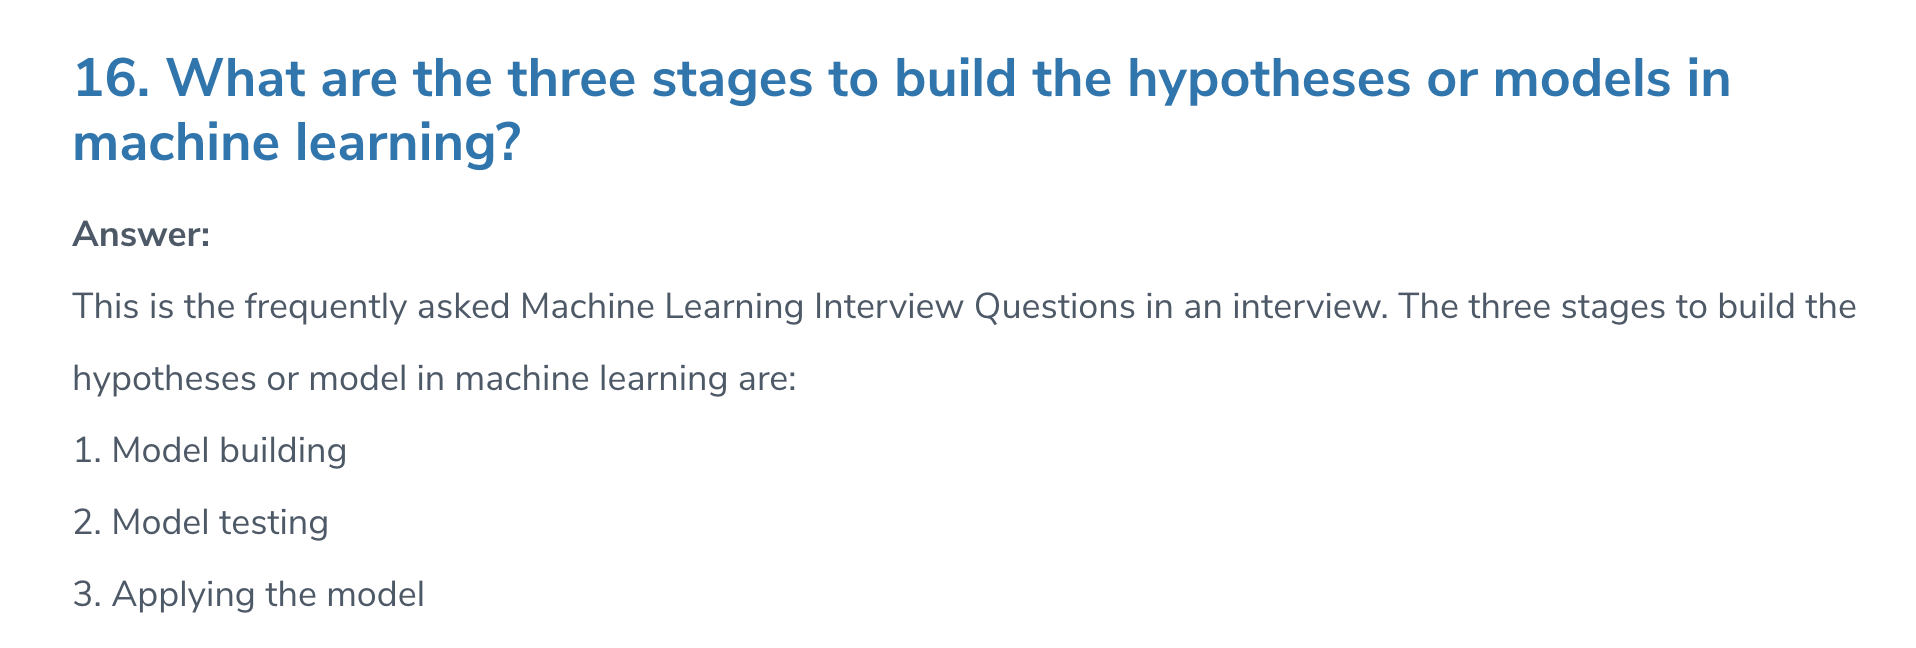 16. What are the three stages to build the hypotheses or models in
machine learning?
Answer:
This is the frequently asked Machine Learning Interview Questions in an interview. The three stages to build the
hypotheses or model in machine learning are:
1. Model building
2. Model testing
3. Applying the model